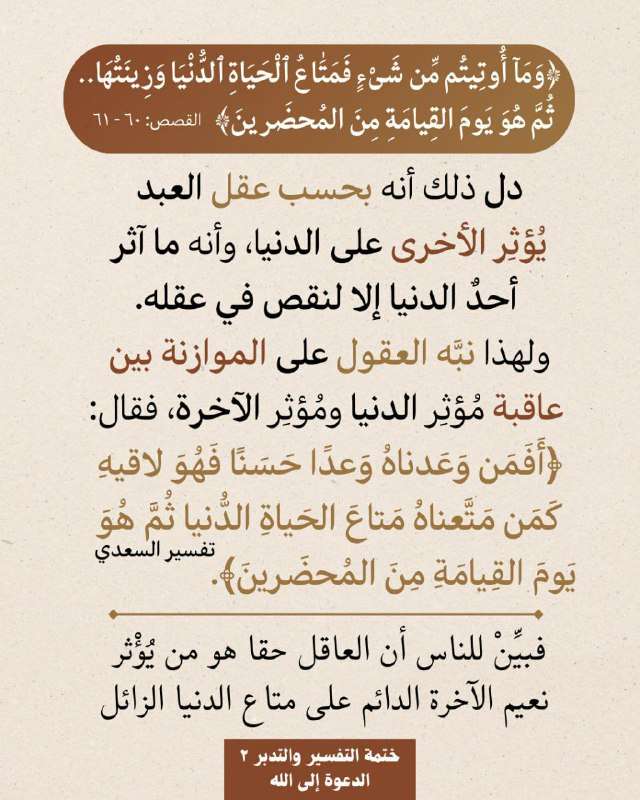 ﴿وَمَآ أُوتِيتُم مِّن شَىْءٍ فَمَتَٰعُ ٱلْحَيَاةِ ٱلدُّنْيَا وَزِينَتُهَا..
ثُمَّ هُوَ يَومَ القِيامَةِ مِنَ المُحضَرينَ﴾ القصص: ٦٠ - ٦١
دل ذلك أنه بحسب عقل العبد
يُؤثِر الأخرى على الدنيا، وأنه ما آثر
أحدٌ الدنيا إلا لنقص في عقله.
ولهذا نبَّه العقول على الموازنة بين
عاقبة مُؤثِر الدنيا ومُؤثِر الآخرة، فقال:
﴿أَفَمَن وَعَدناهُ وَعدًا حَسَنًا فَهُوَ لاقيهِ
كَمَن مَتَّعناهُ مَتاعَ الحَياةِ الدُّنيا ثُمَّ هُوَ
يَومَ القِيامَةِ مِنَ المُحضَرينَ﴾.
تفسير السعدي
فبيِّنْ للناس أن العاقل حقا هو من يُؤْثر
نعيم الآخرة الدائم على متاع الدنيا الزائل
ختمة التفسير والتدبر ٢
الدعوة إلى الله